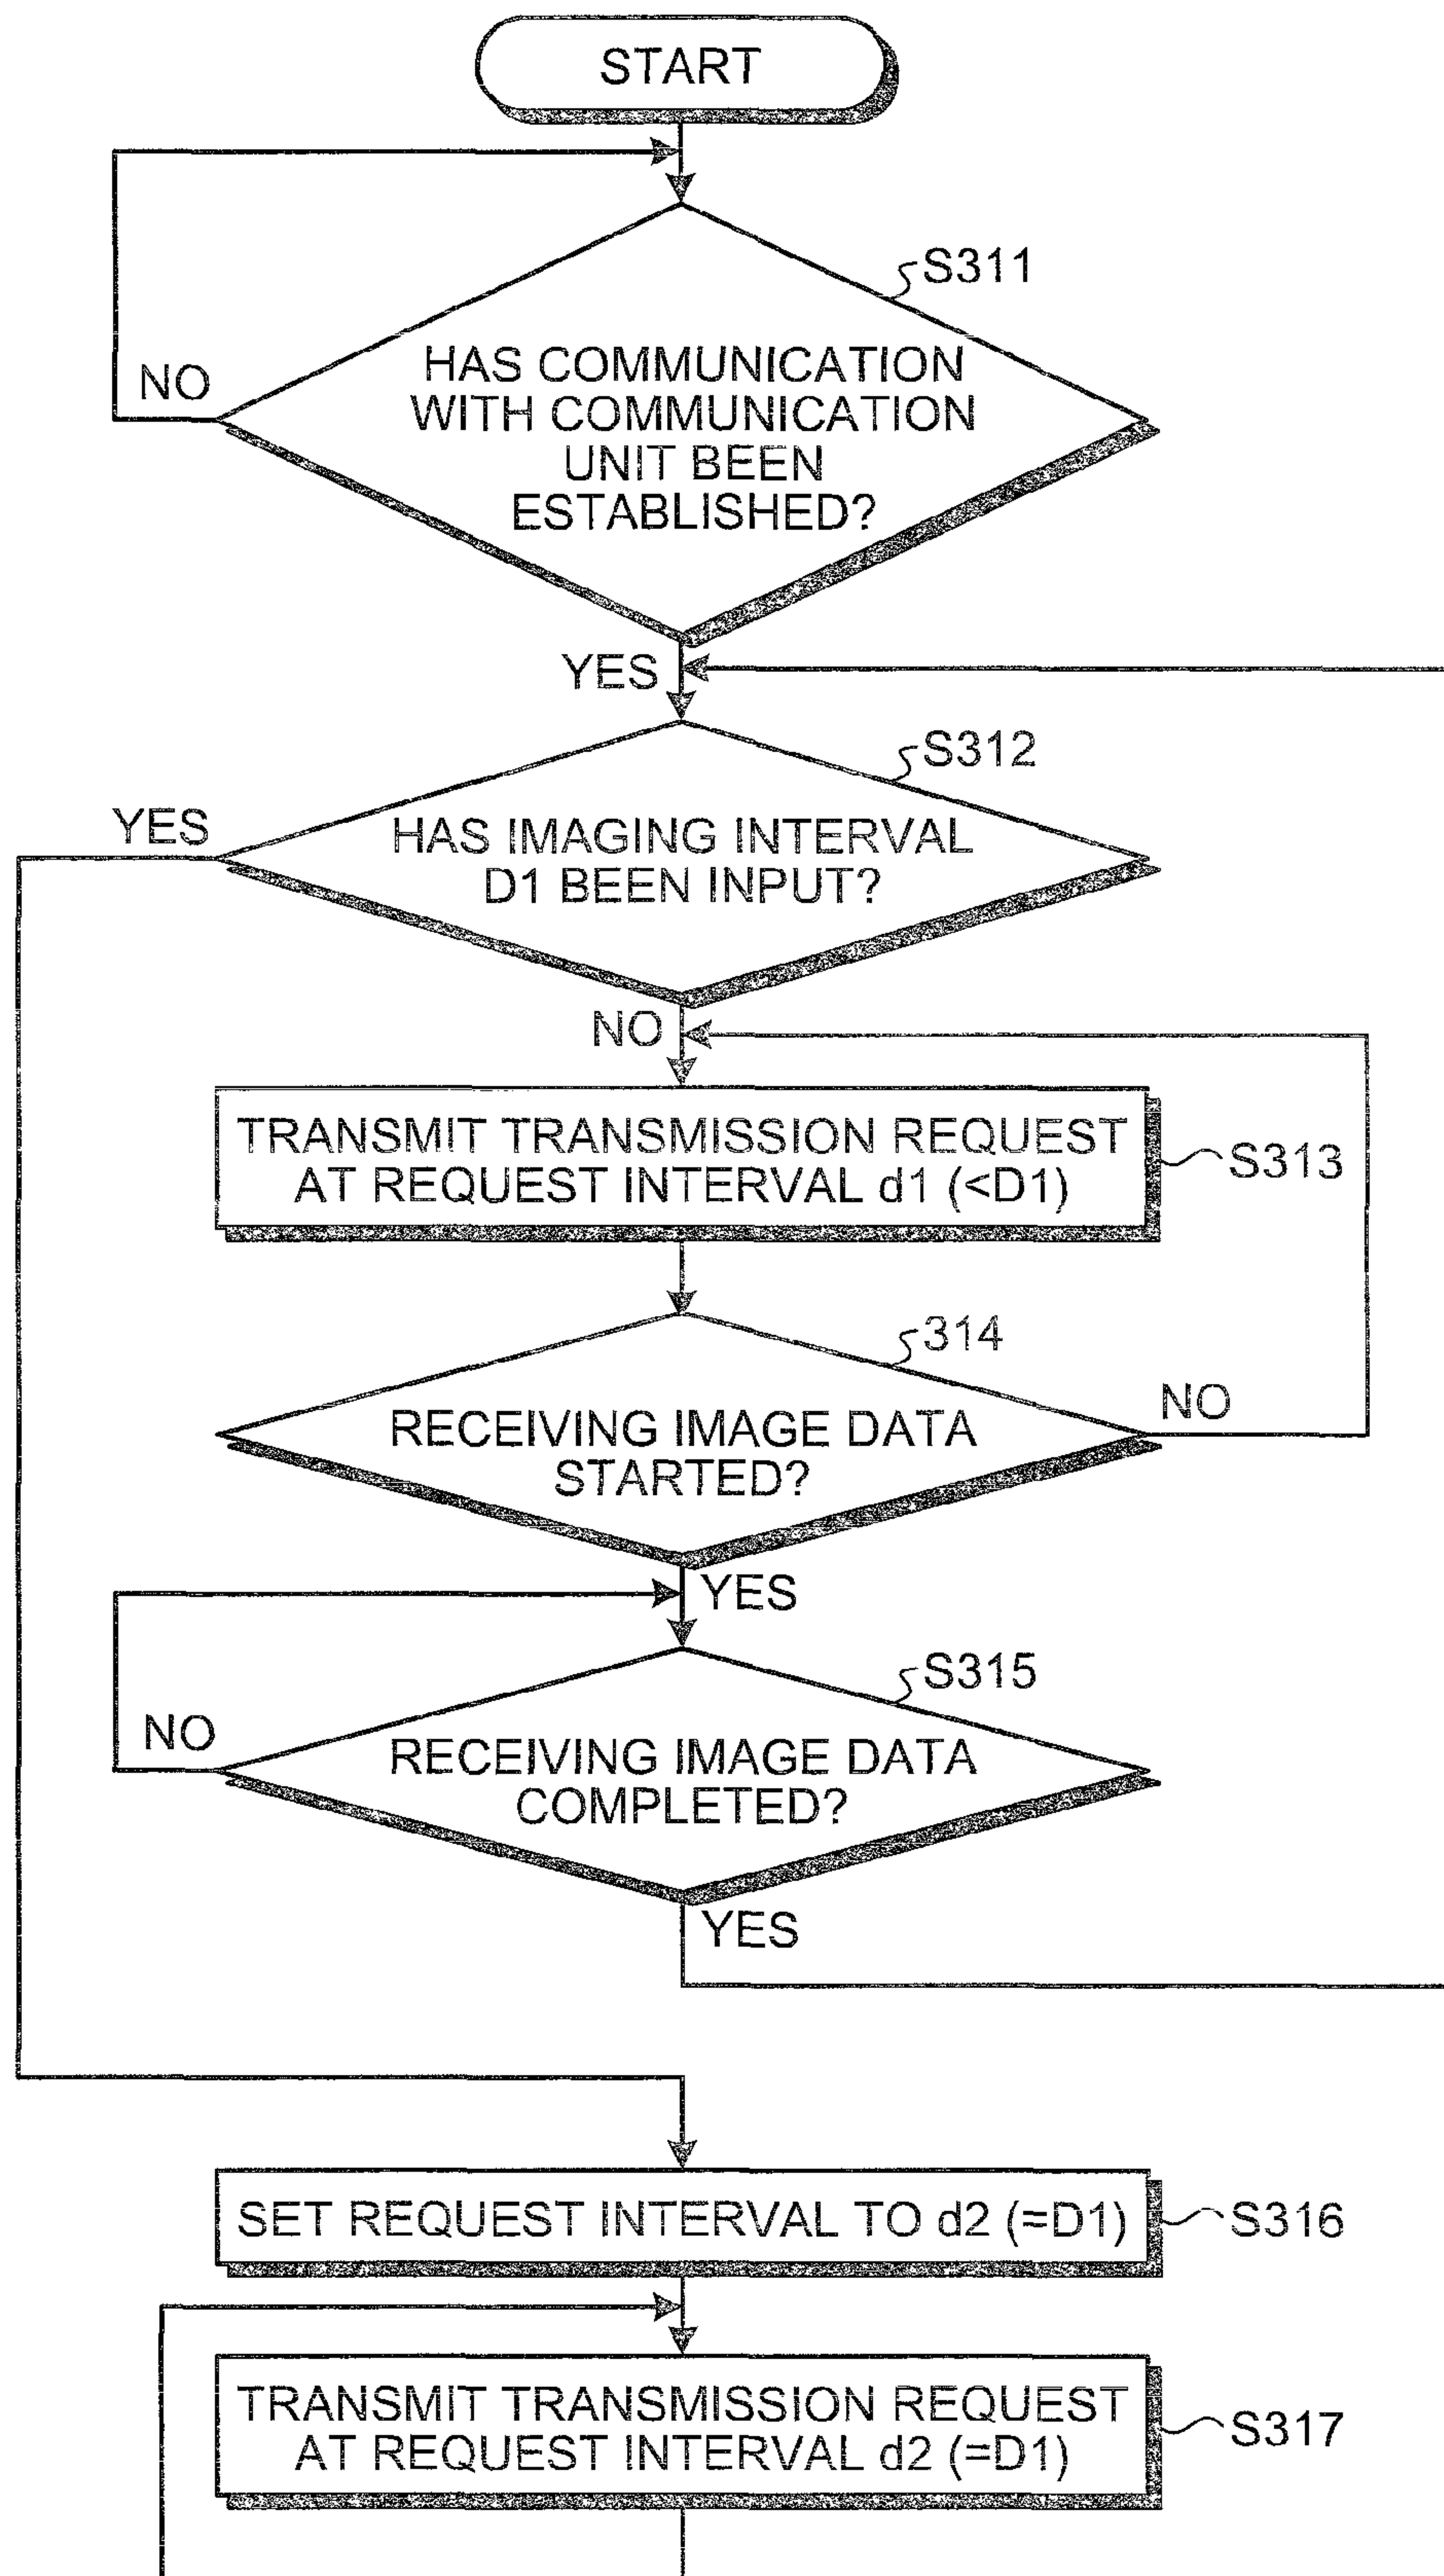 START
S311
HAS COMMUNICATION
WITH COMMUNICATION
UNIT BEEN
ESTABLISHED?
NO
YES
S312
YES
HAS IMAGING INTERVAL
D1 BEEN INPUT?
NO
TRANSMIT TRANSMISSION REQUEST
AT REQUEST INTERVAL d1 (<D1)
S313
314
RECEIVING IMAGE DATA
STARTED?
NO
YES
S315
NO
RECEIVING IMAGE DATA
COMPLETED?
YES
SET REQUEST INTERVAL TO d2 (=D1)
S316
TRANSMIT TRANSMISSION REQUEST
AT REQUEST INTERVAL d2 (=D1)
S317